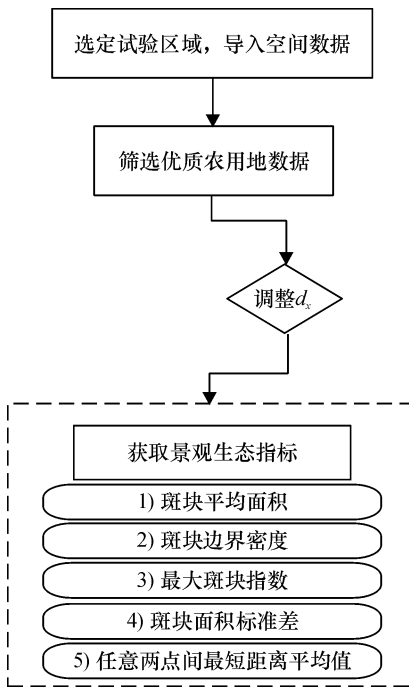 选定试验区域，导入空间数据
筛选优质农用地数据
调整dₓ
获取景观生态指标
1) 斑块平均面积
2) 斑块边界密度
3) 最大斑块指数
4) 斑块面积标准差
5) 任意两点间最短距离平均值